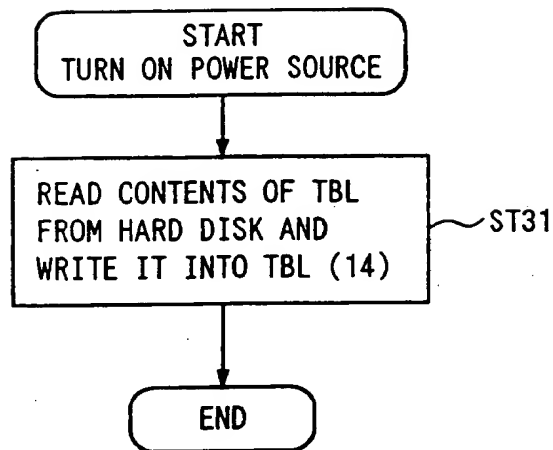 START
TURN ON POWER SOURCE
READ CONTENTS OF TBL
FROM HARD DISK AND
WRITE IT INTO TBL (14)
ST31
END